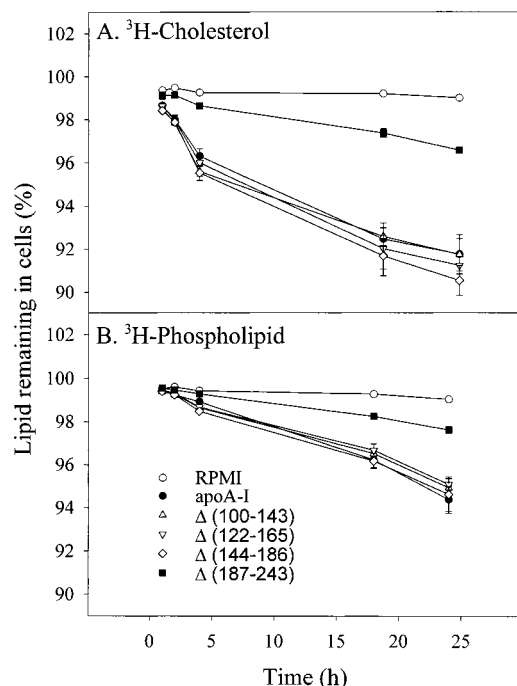 A. ³H-Cholesterol
102
100
98
96
94
92
90
Lipid remaining in cells (%)
B. ³H-Phospholipid
102
100
98
96
94
92
90
RPMI
apoA-I
Δ (100-143)
Δ (122-165)
Δ (144-186)
Δ (187-243)
0 5 10 15 20 25
Time (h)